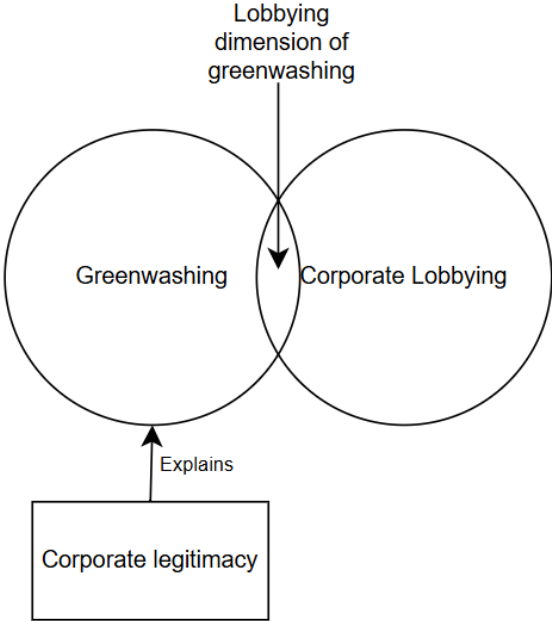 Lobbying
dimension of
greenwashing
Greenwashing
Corporate Lobbying
Explains
Corporate legitimacy